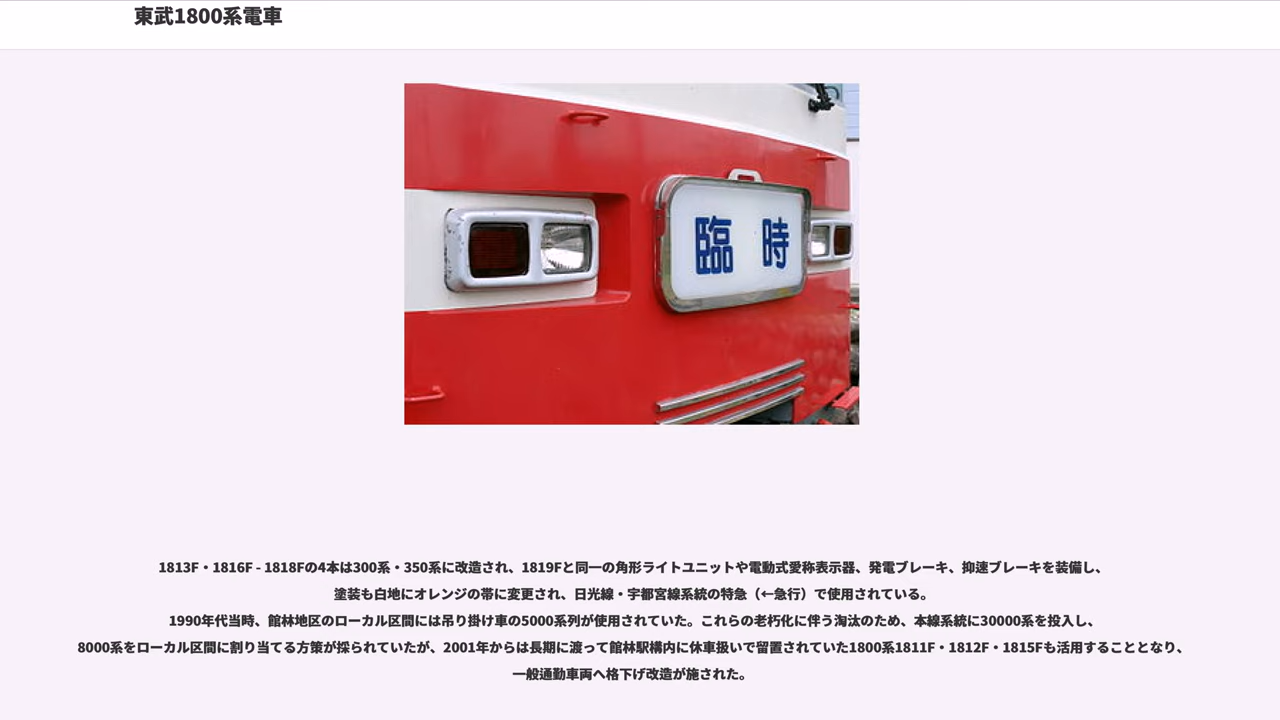 東武1800系電車
臨時
1813F・1816F - 1818Fの4本は300系・350系に改造され、1819Fと同一の角形ライトユニットや電動式愛称表示器、発電ブレーキ、抑速ブレーキを装備し、
塗装も白地にオレンジの帯に変更され、日光線・宇都宮線系統の特急（←急行）で使用されている。
1990年代当時、館林地区のローカル区間には吊り掛け車の5000系列が使用されていた。これらの老朽化に伴う淘汰のため、本線系統に30000系を投入し、
8000系をローカル区間に割り当てる方策が採られていたが、2001年からは長期に渡って館林駅構内に休車扱いで留置されていた1800系1811F・1812F・1815Fも活用することとなり、
一般通勤車両へ格下げ改造が施された。